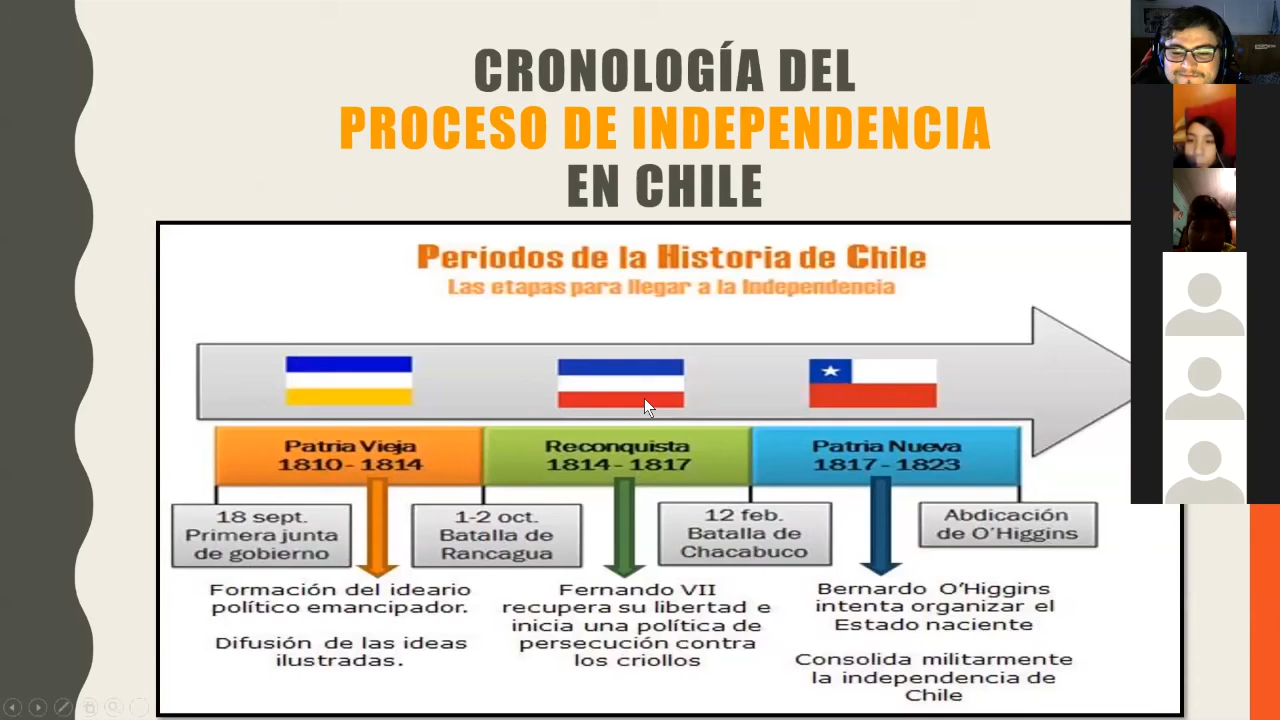 CRONOLOGÍA DEL
PROCESO DE INDEPENDENCIA
EN CHILE
Períodos de la Historia de Chile
Las etapas para llegar a la Independencia
Patria Vieja
1810 - 1814
Reconquista
1814 - 1817
Patria Nueva
1817 - 1823
18 sept.
Primera junta
de gobierno
1-2 oct.
Batalla de
Rancagua
12 feb.
Batalla de
Chacabuco
Abdicación
de O'Higgins
Formación del ideario
político emancipador.
Difusión de las ideas
ilustradas.
Fernando VII
recupera su libertad e
inicia una política de
persecución contra
los criollos
Bernardo O'Higgins
intenta organizar el
Estado naciente
Consolida militarmente
la independencia de
Chile